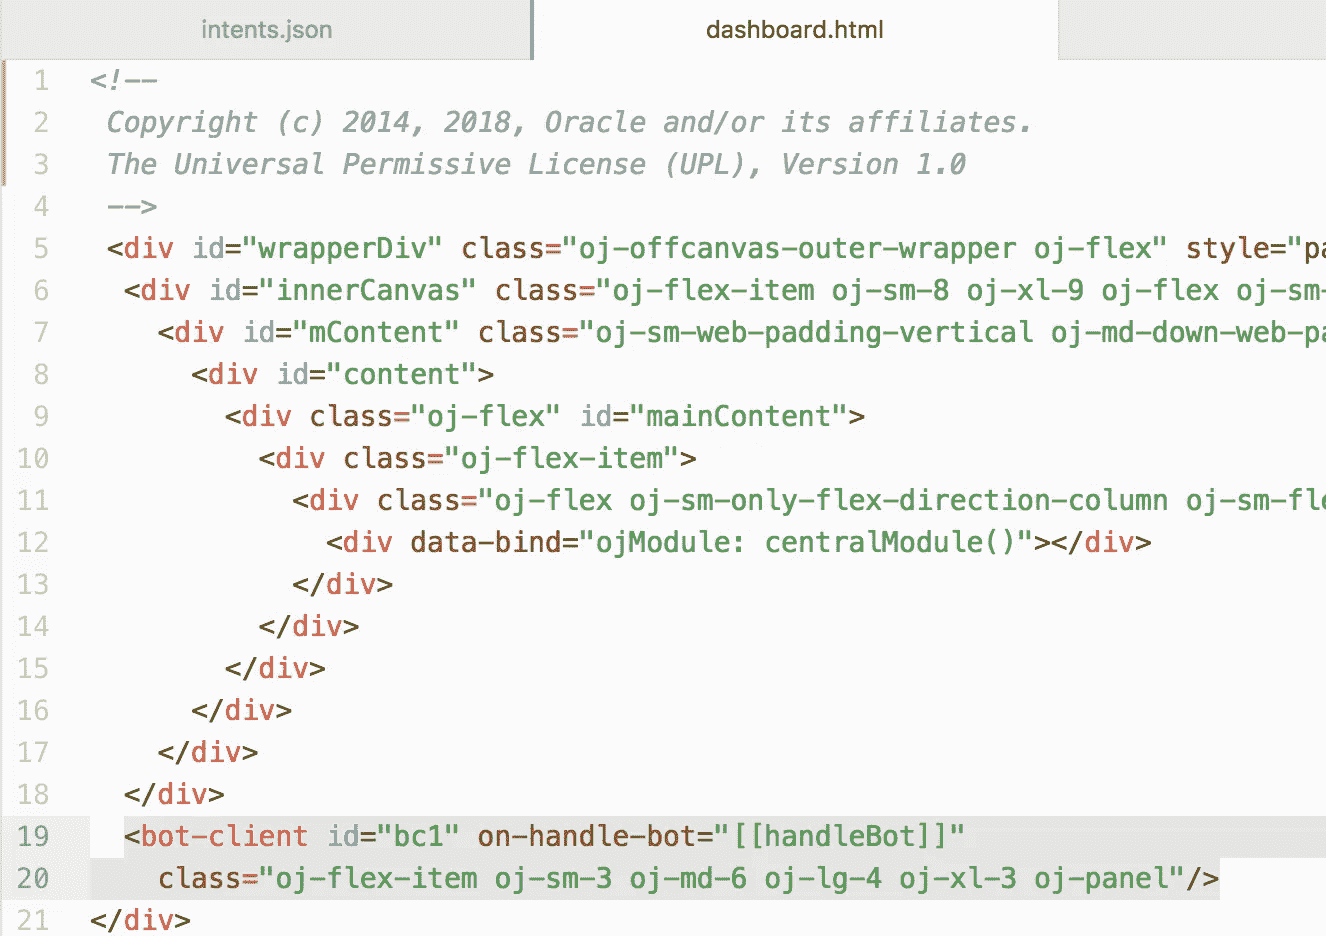 intents.json
dashboard.html
1 <!--
2 Copyright (c) 2014, 2018, Oracle and/or its affiliates.
3 The Universal Permissive License (UPL), Version 1.0
4 -->
5 <div id="wrapperDiv" class="oj-offcanvas-outer-wrapper oj-flex" style="pa
6 <div id="innerCanvas" class="oj-flex-item oj-sm-8 oj-xl-9 oj-flex oj-sm-
7 <div id="mContent" class="oj-sm-web-padding-vertical oj-md-down-web-pa
8 <div id="content">
9 <div class="oj-flex" id="mainContent">
10 <div class="oj-flex-item">
11 <div class="oj-flex oj-sm-only-flex-direction-column oj-sm-fle
12 <div data-bind="ojModule: centralModule()"></div>
13 </div>
14 </div>
15 </div>
16 </div>
17 </div>
18 </div>
19 <bot-client id="bc1" on-handle-bot="[[handleBot]]"
20 class="oj-flex-item oj-sm-3 oj-md-6 oj-lg-4 oj-xl-3 oj-panel"/>
21 </div>